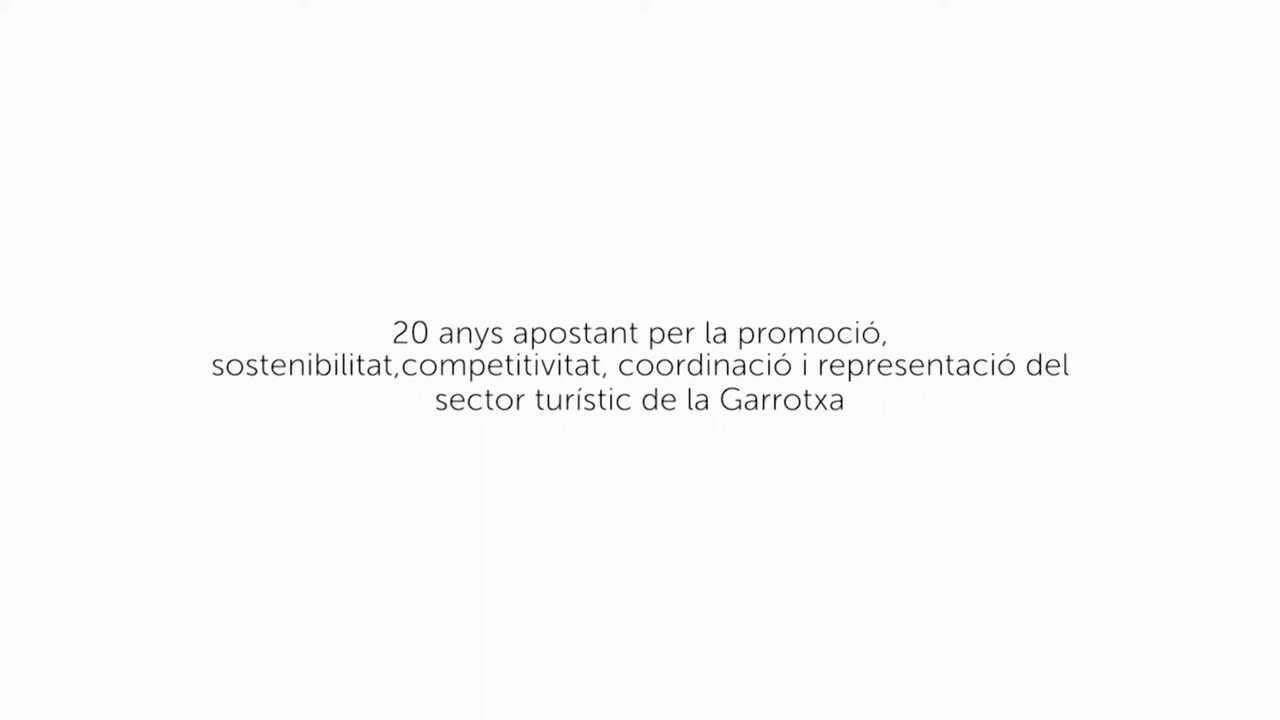 20 anys apostant per la promoció,
sostenibilitat,competitivitat, coordinació i representació del
sector turístic de la Garrotxa